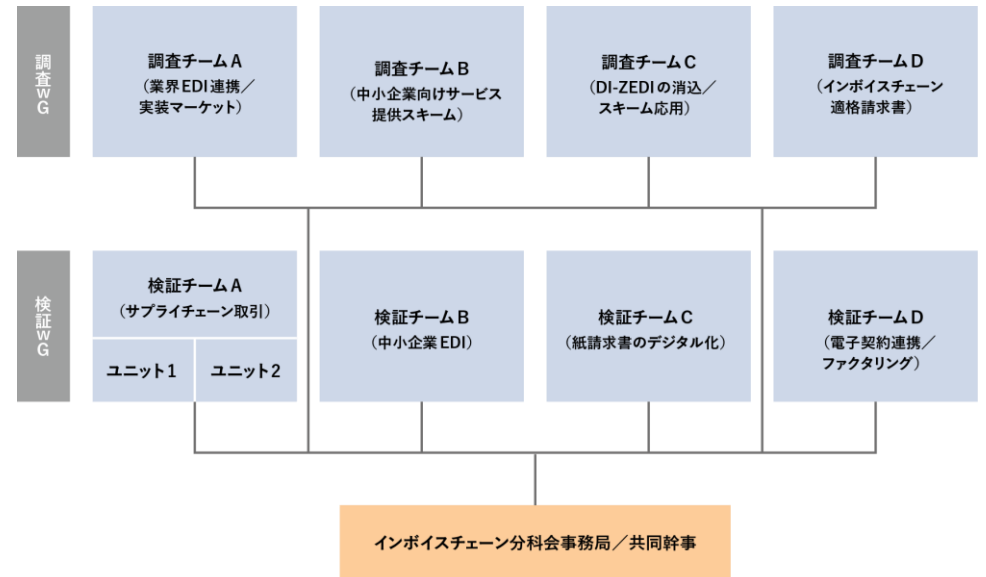 調査WG
調査チームA
（業界EDI連携／
実装マーケット）
調査チームB
（中小企業向けサービス
提供スキーム）
調査チームC
（DI-ZEDIの消込／
スキーム応用）
調査チームD
（インボイスチェーン
適格請求書）
検証WG
検証チームA
（サプライチェーン取引）
ユニット1
ユニット2
検証チームB
（中小企業EDI）
検証チームC
（紙請求書のデジタル化）
検証チームD
（電子契約連携／
ファクタリング）
インボイスチェーン分科会事務局／共同幹事